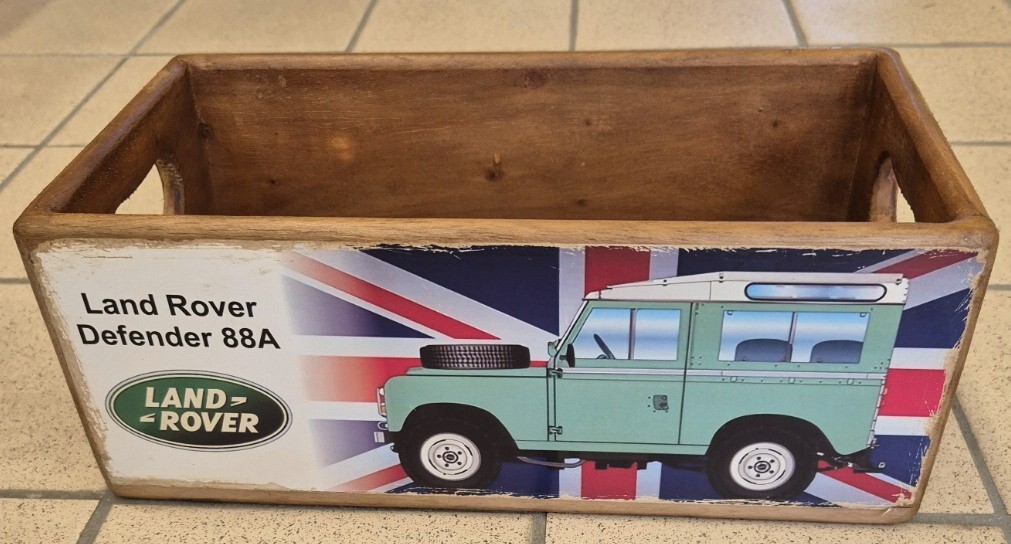 Land Rover
Defender 88A
LAND
ROVER